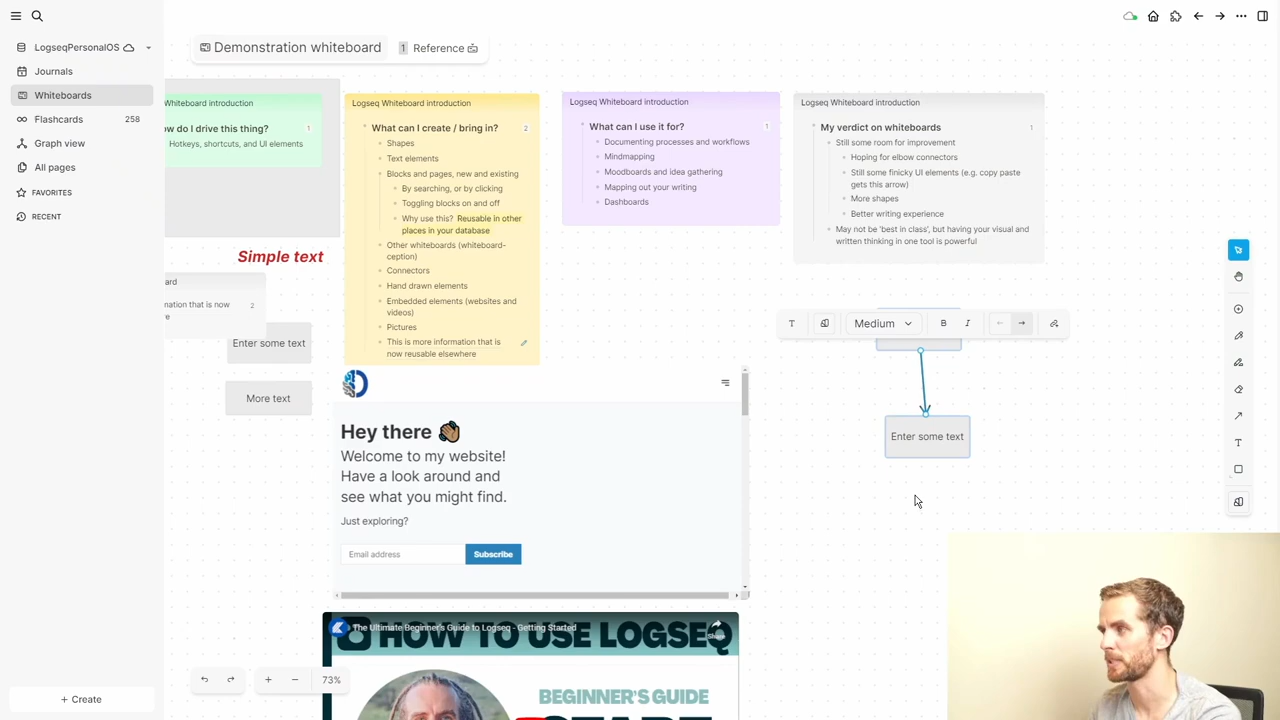 LogseqPersonalOS
Journals
Whiteboards
Flashcards 258
Graph view
All pages
FAVORITES
RECENT
Create
Demonstration whiteboard
1 Reference
Whiteboard introduction
ow do I drive this thing? 1
Hotkeys, shortcuts, and UI elements
Simple text
ard
mation that is now 2
re
Enter some text
More text
Logseq Whiteboard introduction
What can I create / bring in? 2
Shapes
Text elements
Blocks and pages, new and existing
By searching, or by clicking
Toggling blocks on and off
Why use this? Reusable in other
places in your database
Other whiteboards (whiteboard-
ception)
Connectors
Hand drawn elements
Embedded elements (websites and
videos)
Pictures
This is more information that is
now reusable elsewhere
Logseq Whiteboard introduction
What can I use it for? 1
Documenting processes and workflows
Mindmapping
Moodboards and idea gathering
Mapping out your writing
Dashboards
Logseq Whiteboard introduction
My verdict on whiteboards 1
Still some room for improvement
Hoping for elbow connectors
Still some finicky UI elements (e.g. copy paste
gets this arrow)
More shapes
Better writing experience
May not be 'best in class', but having your visual and
written thinking in one tool is powerful
T Medium B I
Enter some text
T
Hey there
Welcome to my website!
Have a look around and
see what you might find.
Just exploring?
Email address Subscribe
The Ultimate Beginner's Guide to Logseq - Getting Started
Share
HOW TO USE LOGSEQ
BEGINNER'S GUIDE
START
73%